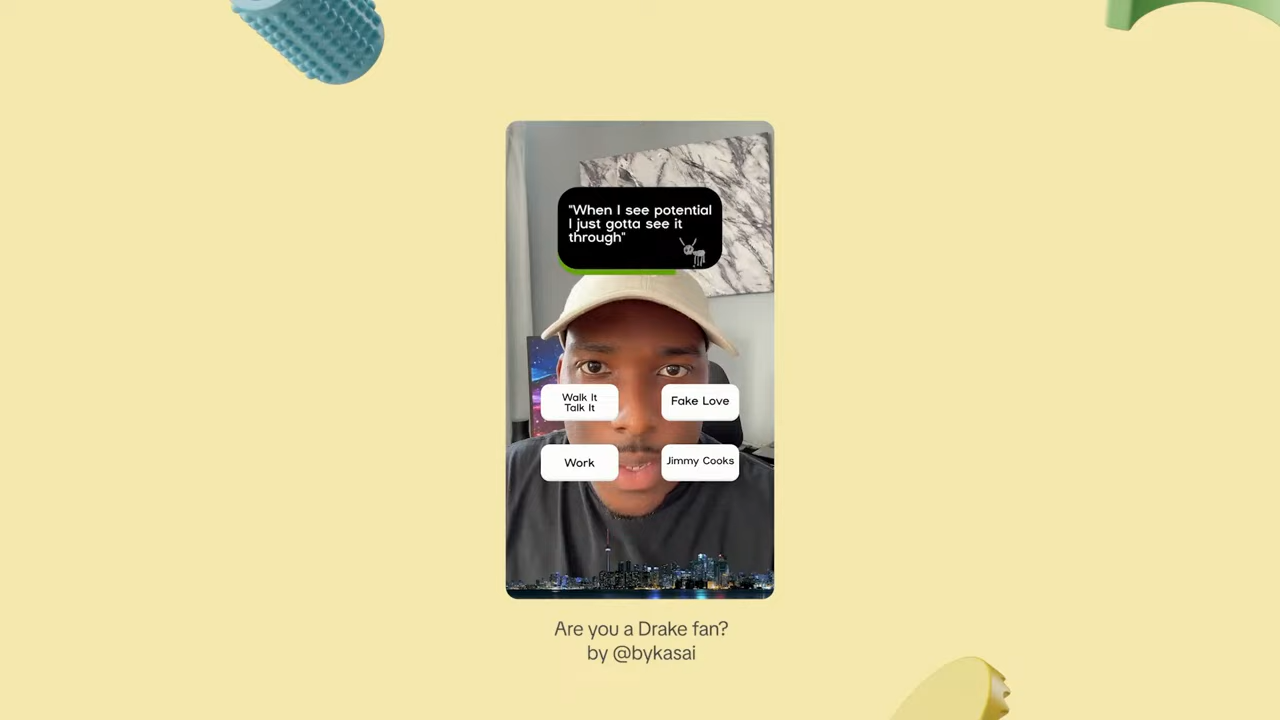 "When I see potential
I just gotta see it
through"
Walk It
Talk It
Fake Love
Work
Jimmy Cooks
Are you a Drake fan?
by @bykasai